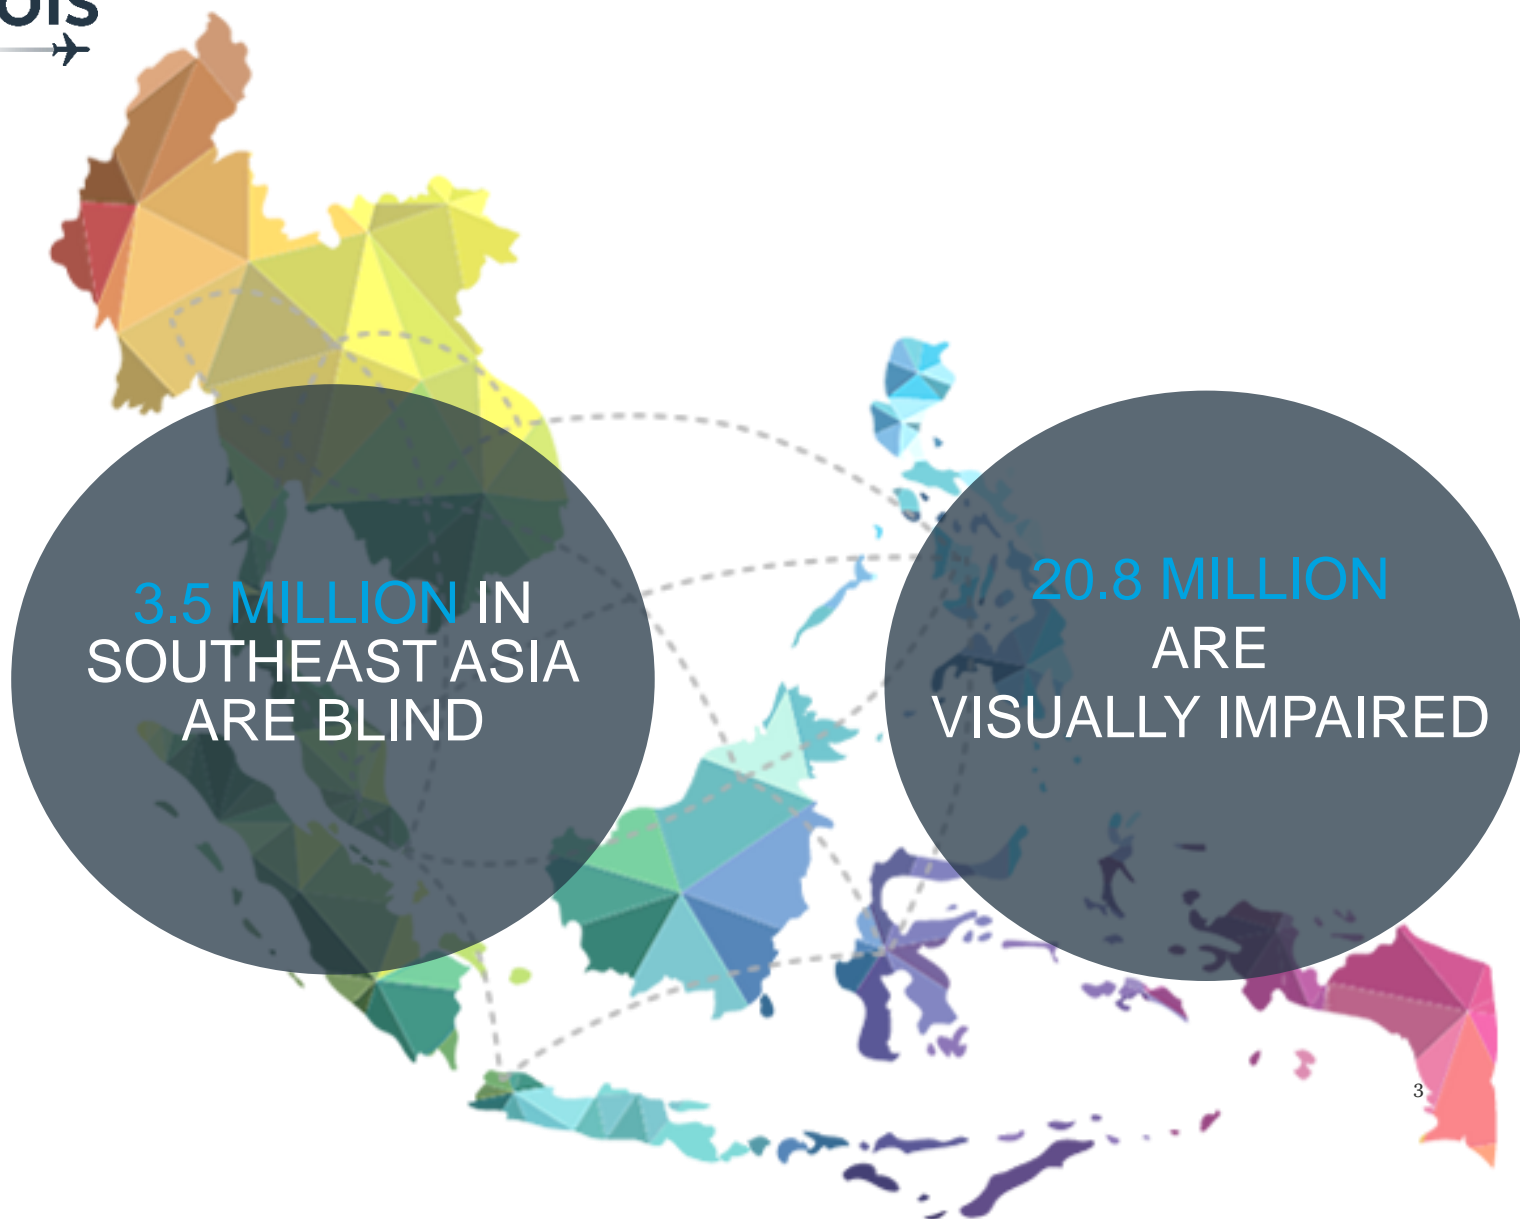 3.5 MILLION IN
SOUTHEAST ASIA
ARE BLIND
20.8 MILLION
ARE
VISUALLY IMPAIRED
3